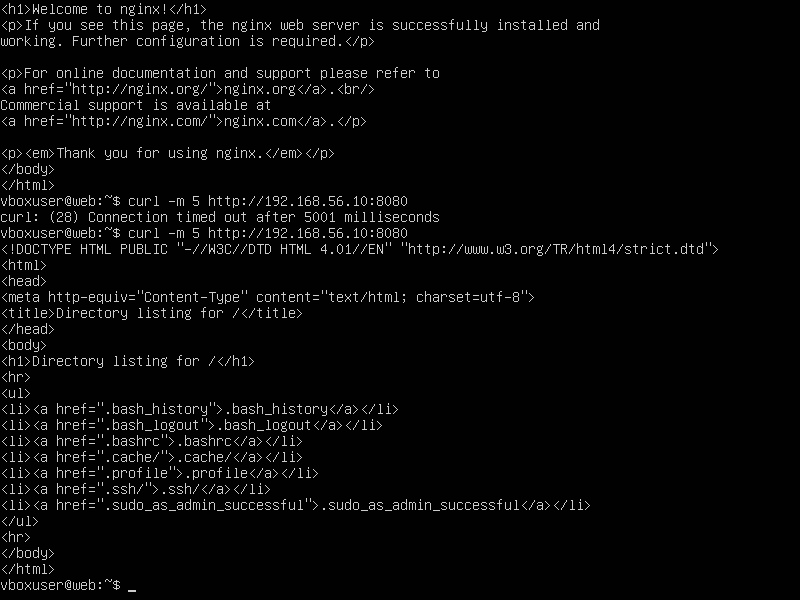 <h1>Welcome to nginx!</h1>
<p>If you see this page, the nginx web server is successfully installed and
working. Further configuration is required.</p>

<p>For online documentation and support please refer to
<a href="http://nginx.org/">nginx.org</a>.<br/>
Commercial support is available at
<a href="http://nginx.com/">nginx.com</a>.</p>

<p><em>Thank you for using nginx.</em></p>
</body>
</html>
vboxuser@web:~$ curl -m 5 http://192.168.56.10:8080
curl: (28) Connection timed out after 5001 milliseconds
vboxuser@web:~$ curl -m 5 http://192.168.56.10:8080
<!DOCTYPE HTML PUBLIC "-//W3C//DTD HTML 4.01//EN" "http://www.w3.org/TR/html4/strict.dtd">
<html>
<head>
<meta http-equiv="Content-Type" content="text/html; charset=utf-8">
<title>Directory listing for /</title>
</head>
<body>
<h1>Directory listing for /</h1>
<hr>
<ul>
<li><a href=".bash_history">.bash_history</a></li>
<li><a href=".bash_logout">.bash_logout</a></li>
<li><a href=".bashrc">.bashrc</a></li>
<li><a href=".cache/">.cache/</a></li>
<li><a href=".profile">.profile</a></li>
<li><a href=".ssh/">.ssh/</a></li>
<li><a href=".sudo_as_admin_successful">.sudo_as_admin_successful</a></li>
</ul>
<hr>
</body>
</html>
vboxuser@web:~$ _